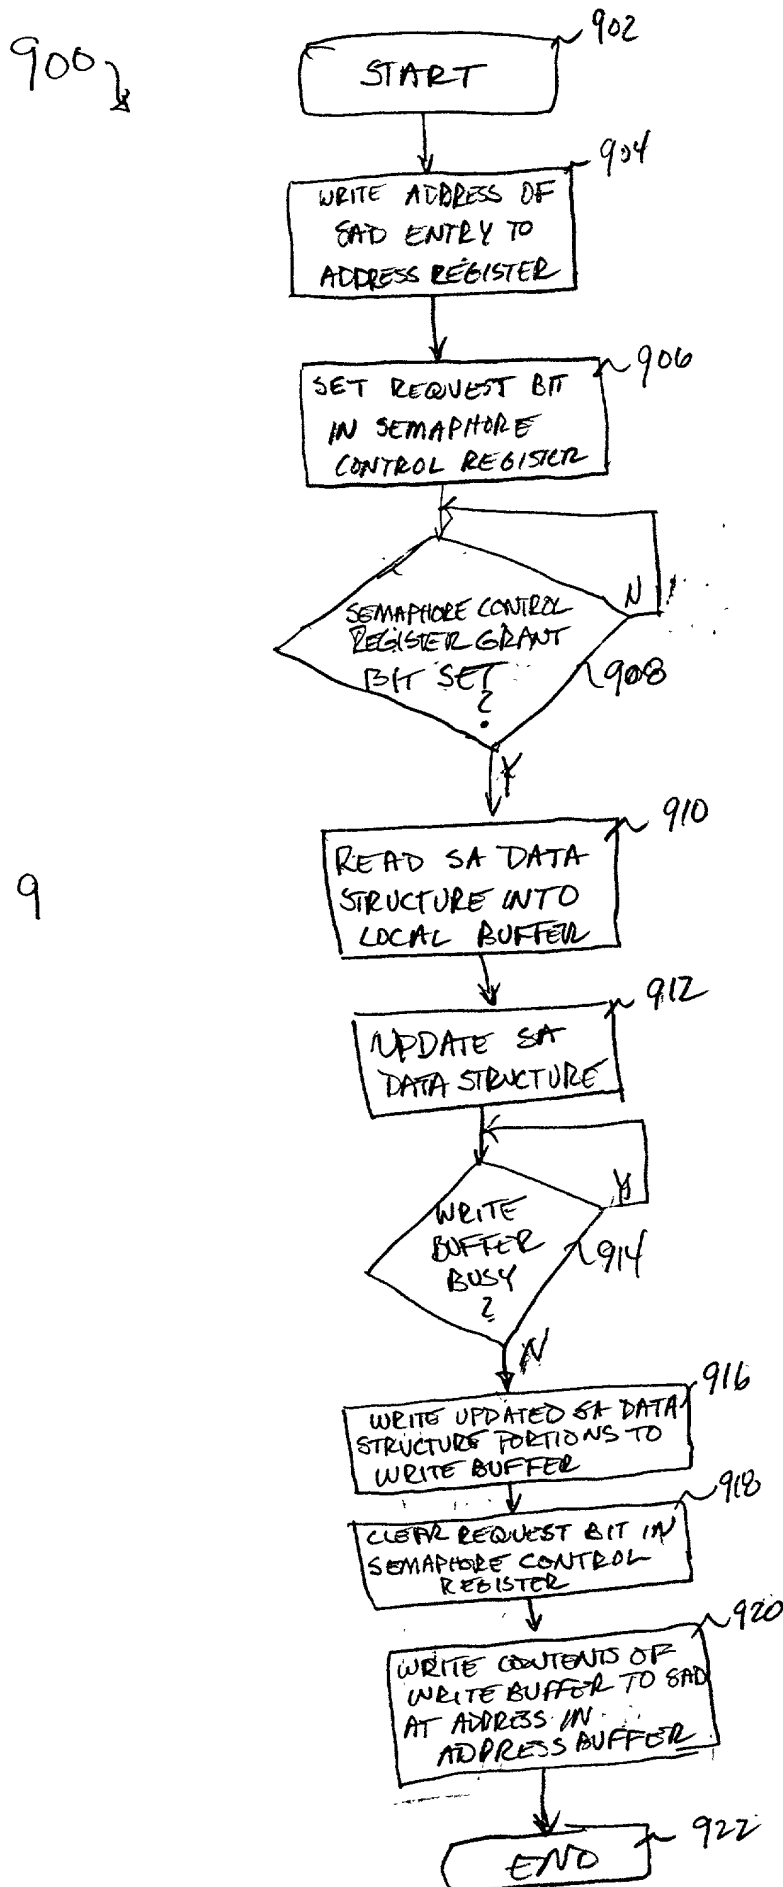 900
902
START
904
WRITE ADDRESS OF
SAD ENTRY TO
ADDRESS REGISTER
906
SET REQUEST BIT
IN SEMAPHORE
CONTROL REGISTER
N
SEMAPHORE CONTROL
REGISTER GRANT
BIT SET
?
908
Y
910
READ SA DATA
STRUCTURE INTO
LOCAL BUFFER
9
912
UPDATE SA
DATA STRUCTURE
Y
WRITE
BUFFER
BUSY
?
914
N
916
WRITE UPDATED SA DATA
STRUCTURE PORTIONS TO
WRITE BUFFER
918
CLEAR REQUEST BIT IN
SEMAPHORE CONTROL
REGISTER
920
WRITE CONTENTS OF
WRITE BUFFER TO SAD
AT ADDRESS IN
ADDRESS BUFFER
922
END